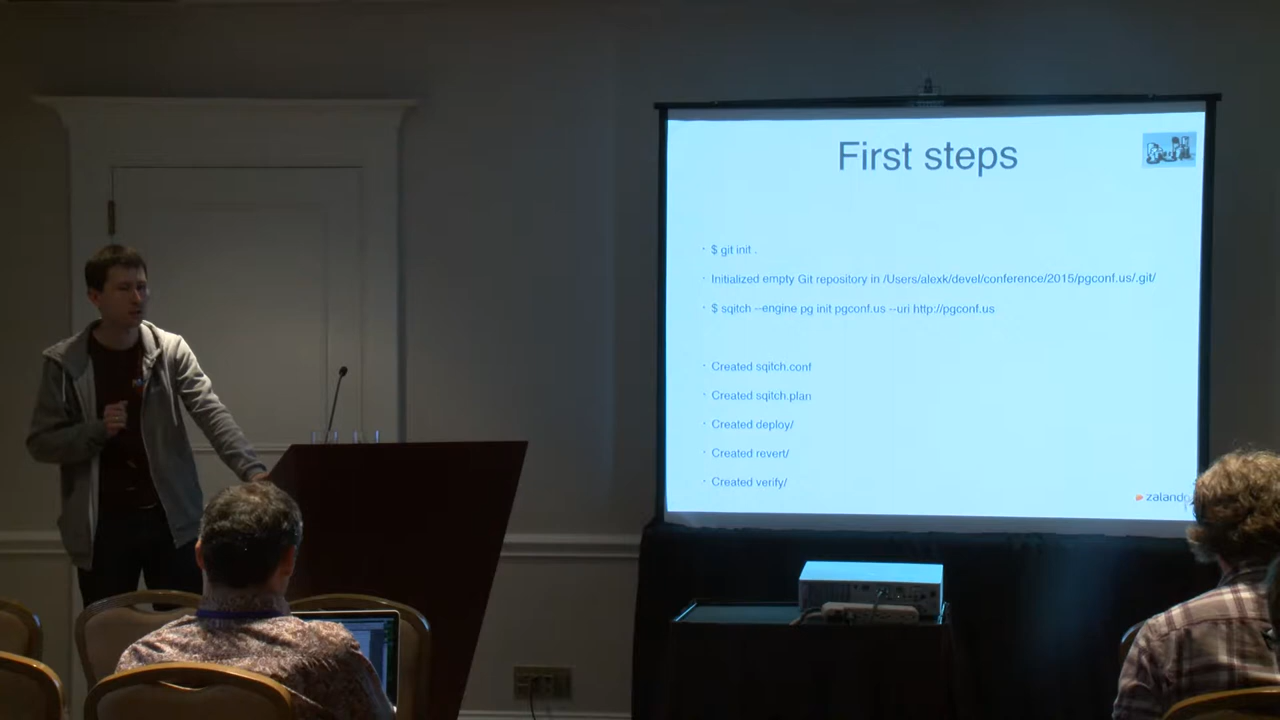 First steps
$ git init .
Initialized empty Git repository in /Users/alexk/devel/conference/2015/pgconf.us/.git/
$ sqitch --engine pg init pgconf.us --uri http://pgconf.us
Created sqitch.conf
Created sqitch.plan
Created deploy/
Created revert/
Created verify/
zalando